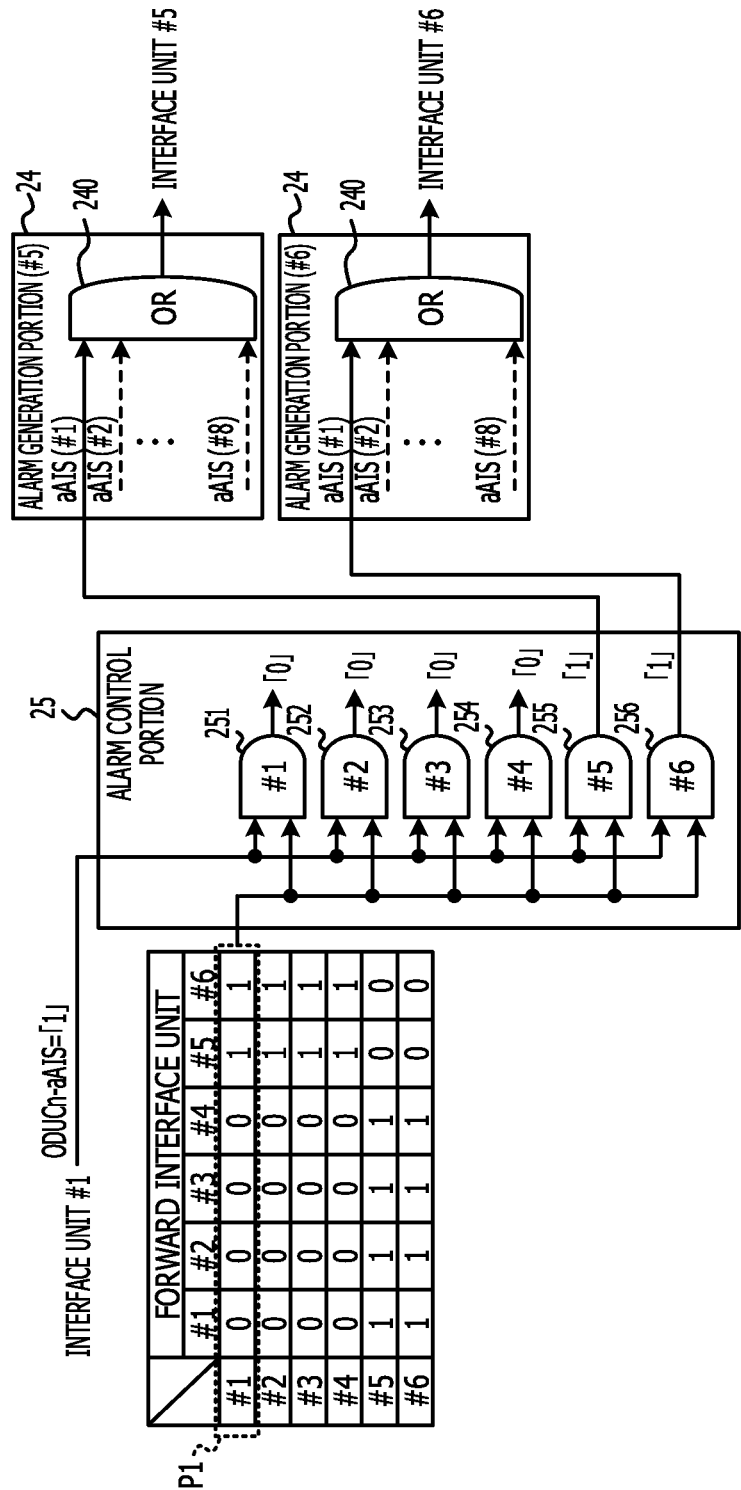 INTERFACE UNIT #1
ODUCn-aAIS=「1」
P1
FORWARD INTERFACE UNIT
#1 #2 #3 #4 #5 #6
#1 0 0 0 0 1 1
#2 0 0 0 0 1 1
#3 0 0 0 0 1 1
#4 0 0 0 0 1 1
#5 1 1 1 1 0 0
#6 1 1 1 1 0 0
25
ALARM CONTROL
PORTION
251
#1
「0」
252
#2
「0」
253
#3
「0」
254
#4
「0」
255
#5
「1」
256
#6
「1」
24
ALARM GENERATION PORTION (#5)
240
aAIS (#1)
aAIS (#2)
aAIS (#8)
OR
INTERFACE UNIT #5
24
ALARM GENERATION PORTION (#6)
240
aAIS (#1)
aAIS (#2)
aAIS (#8)
OR
INTERFACE UNIT #6